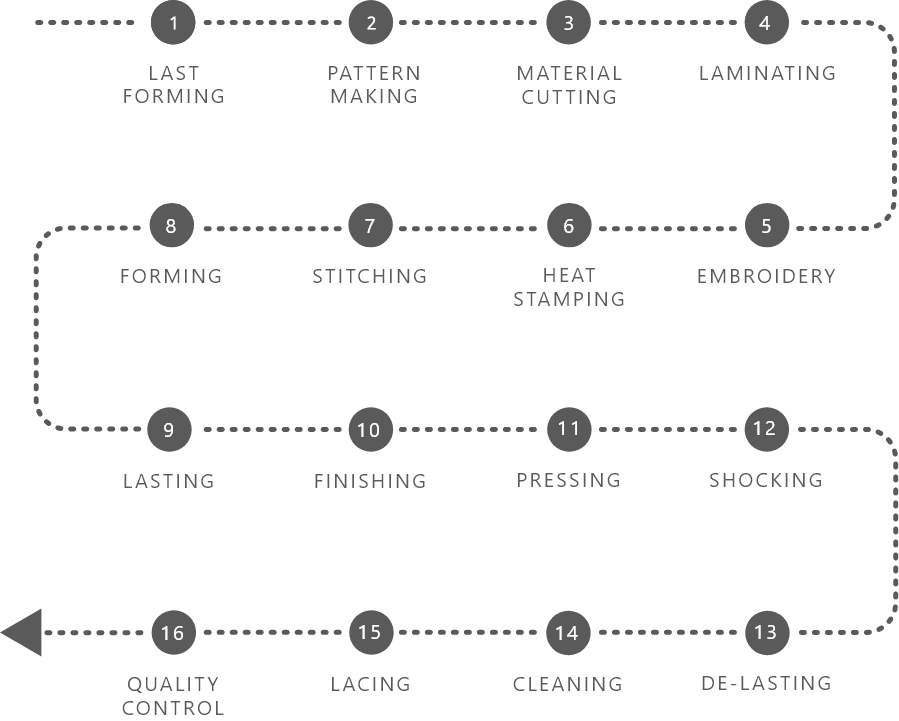 1
LAST
FORMING
2
PATTERN
MAKING
3
MATERIAL
CUTTING
4
LAMINATING
5
EMBROIDERY
6
HEAT
STAMPING
7
STITCHING
8
FORMING
9
LASTING
10
FINISHING
11
PRESSING
12
SHOCKING
13
DE-LASTING
14
CLEANING
15
LACING
16
QUALITY
CONTROL